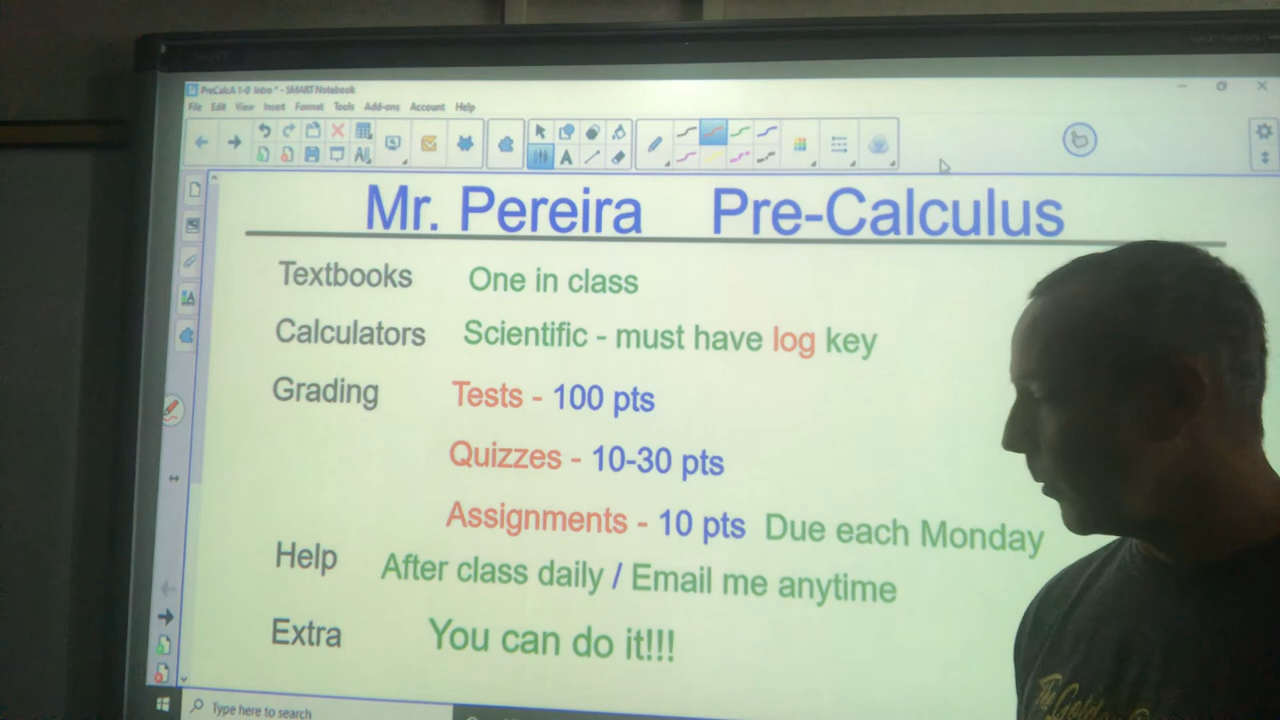 PreCalcA 1-0 Intro * - SMART Notebook
File Edit View Insert Format Tools Add-ons Account Help
Mr. Pereira Pre-Calculus
Textbooks One in class
Calculators Scientific - must have log key
Grading Tests - 100 pts
Quizzes - 10-30 pts
Assignments - 10 pts Due each Monday
Help After class daily / Email me anytime
Extra You can do it!!!
Type here to search
The Golden